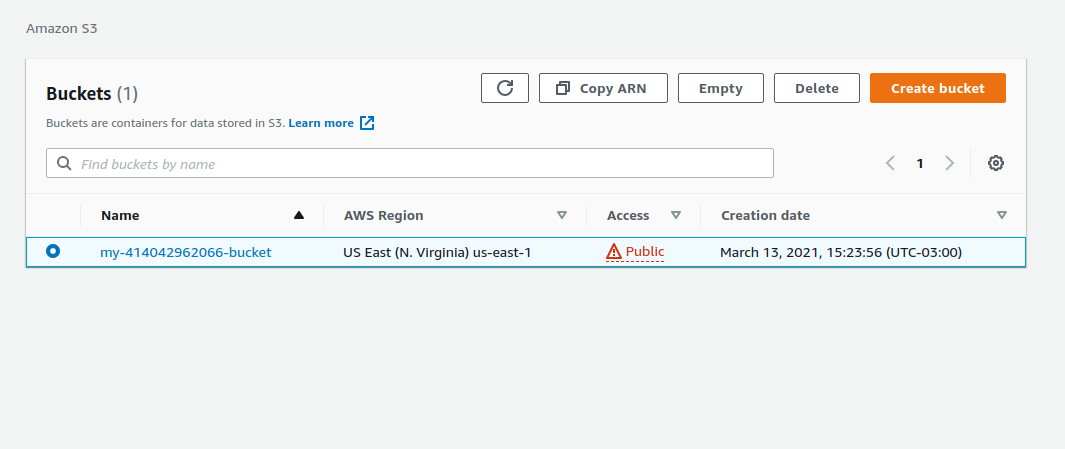 Amazon S3
Buckets (1)
Copy ARN
Empty
Delete
Create bucket
Buckets are containers for data stored in S3. Learn more
Find buckets by name
1
Name
AWS Region
Access
Creation date
my-414042962066-bucket
US East (N. Virginia) us-east-1
Public
March 13, 2021, 15:23:56 (UTC-03:00)